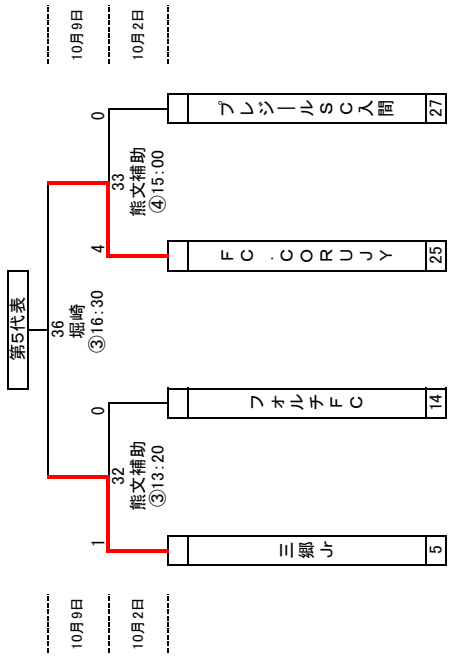 第5代表
36
堀崎
③16:30
10月9日
10月2日
32
熊文補助
③13:20
33
熊文補助
④15:00
1
0
4
0
三郷Jr
5
フォルチFC
14
FC.CORUJY
25
プレジールSC入間
27
10月9日
10月2日